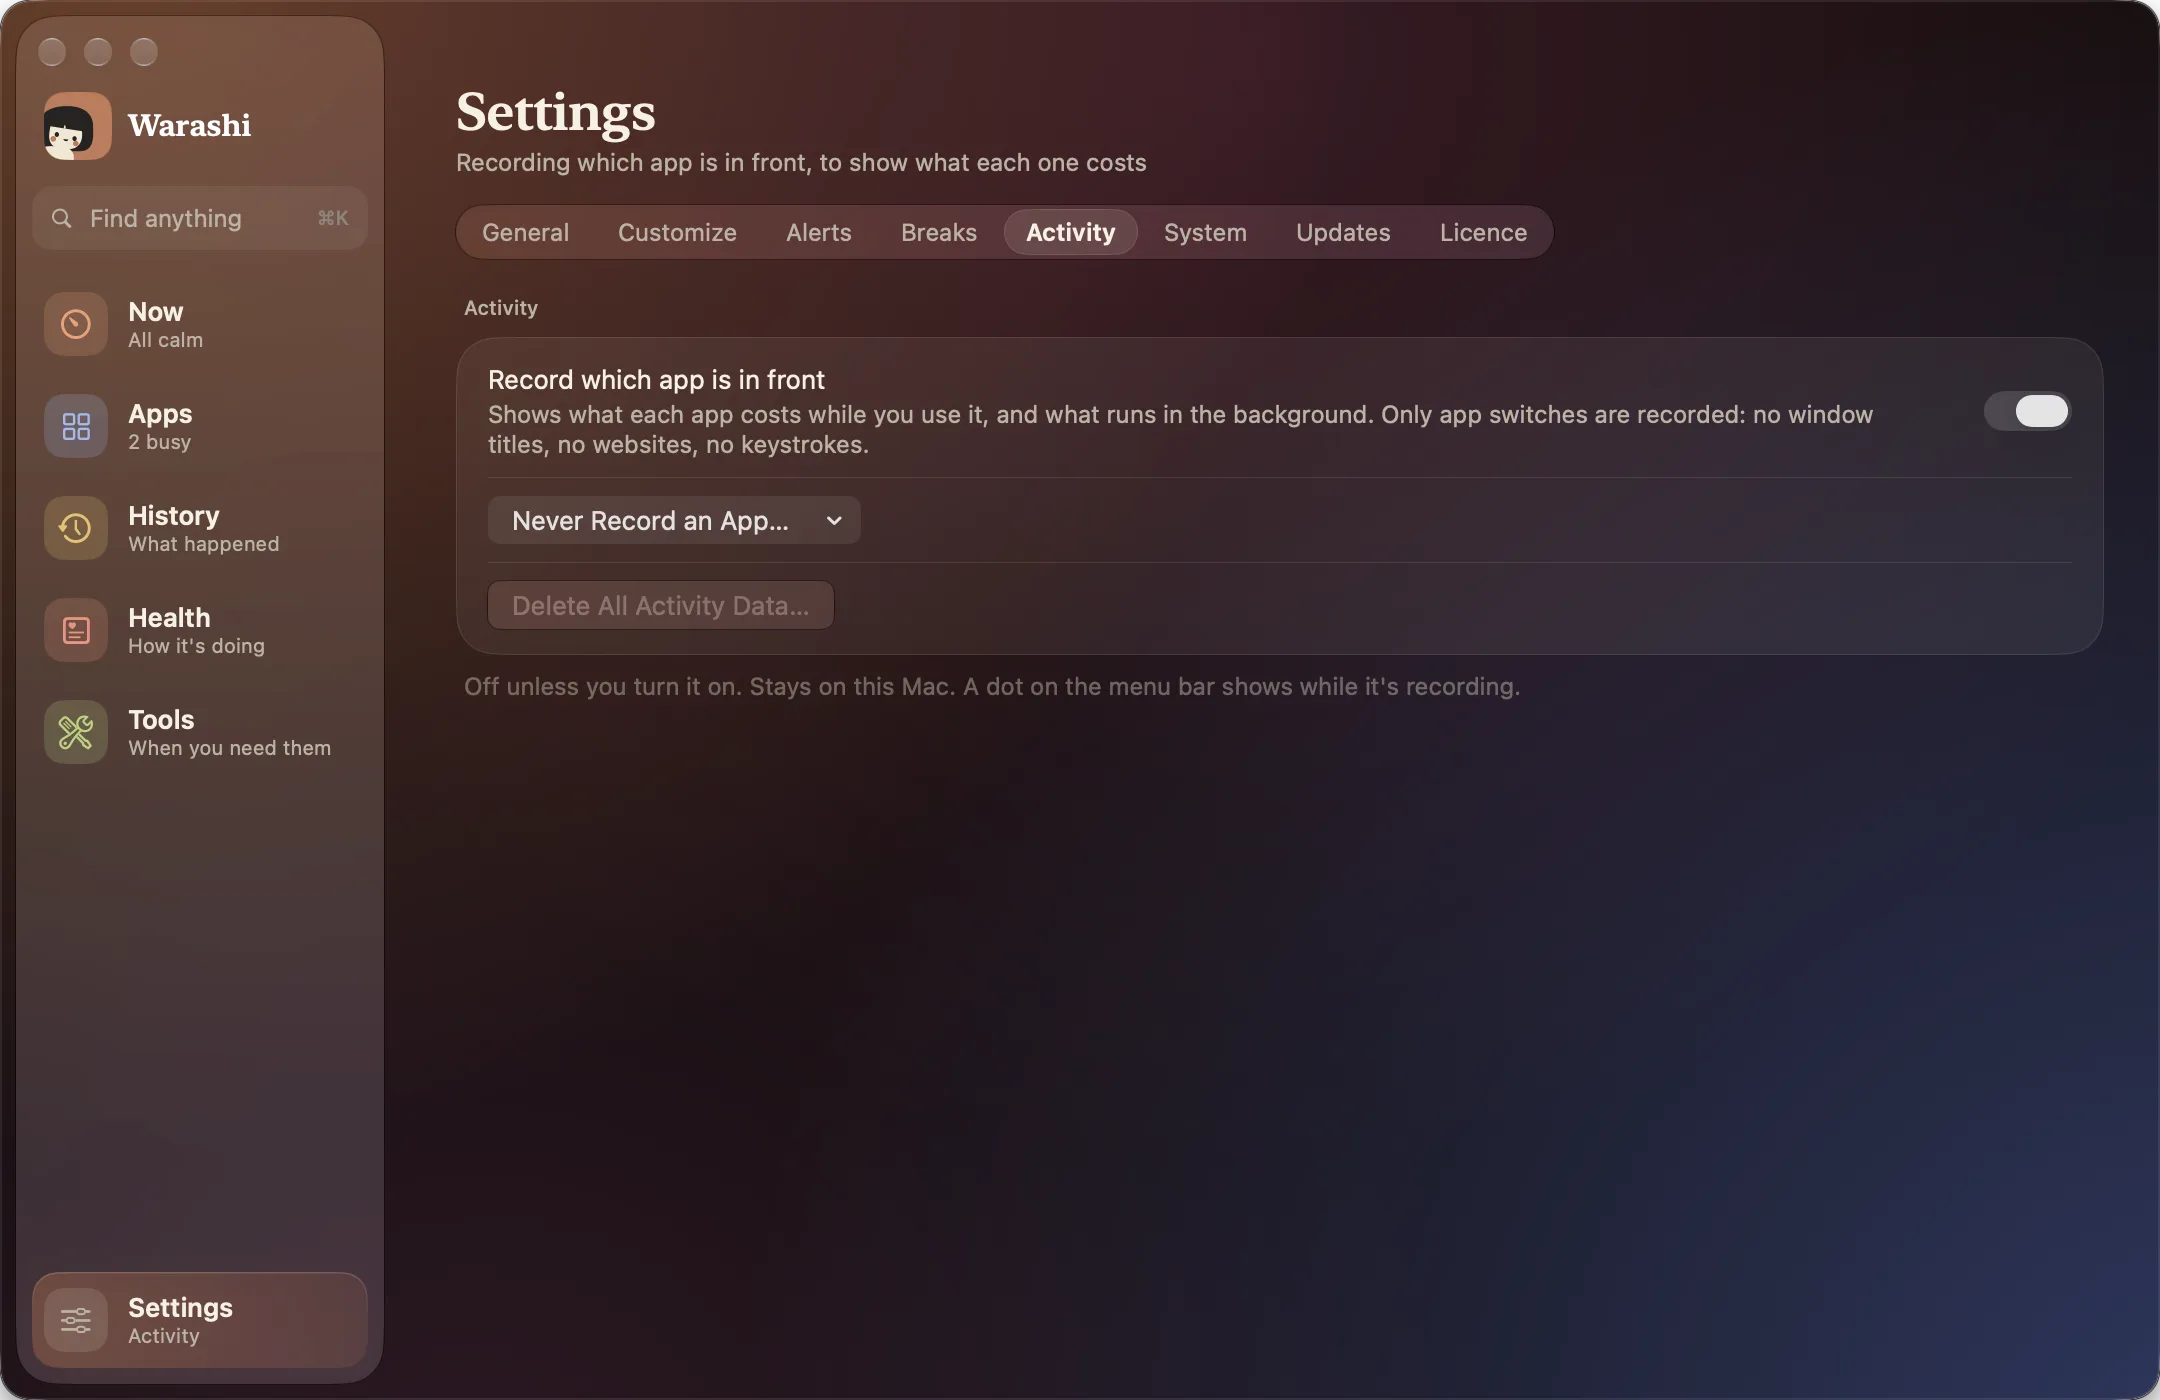 Warashi
Find anything ⌘K
Now
All calm
Apps
2 busy
History
What happened
Health
How it's doing
Tools
When you need them
Settings
Activity
Settings
Recording which app is in front, to show what each one costs
General Customize Alerts Breaks Activity System Updates Licence
Activity
Record which app is in front
Shows what each app costs while you use it, and what runs in the background. Only app switches are recorded: no window
titles, no websites, no keystrokes.
Never Record an App...
Delete All Activity Data...
Off unless you turn it on. Stays on this Mac. A dot on the menu bar shows while it's recording.